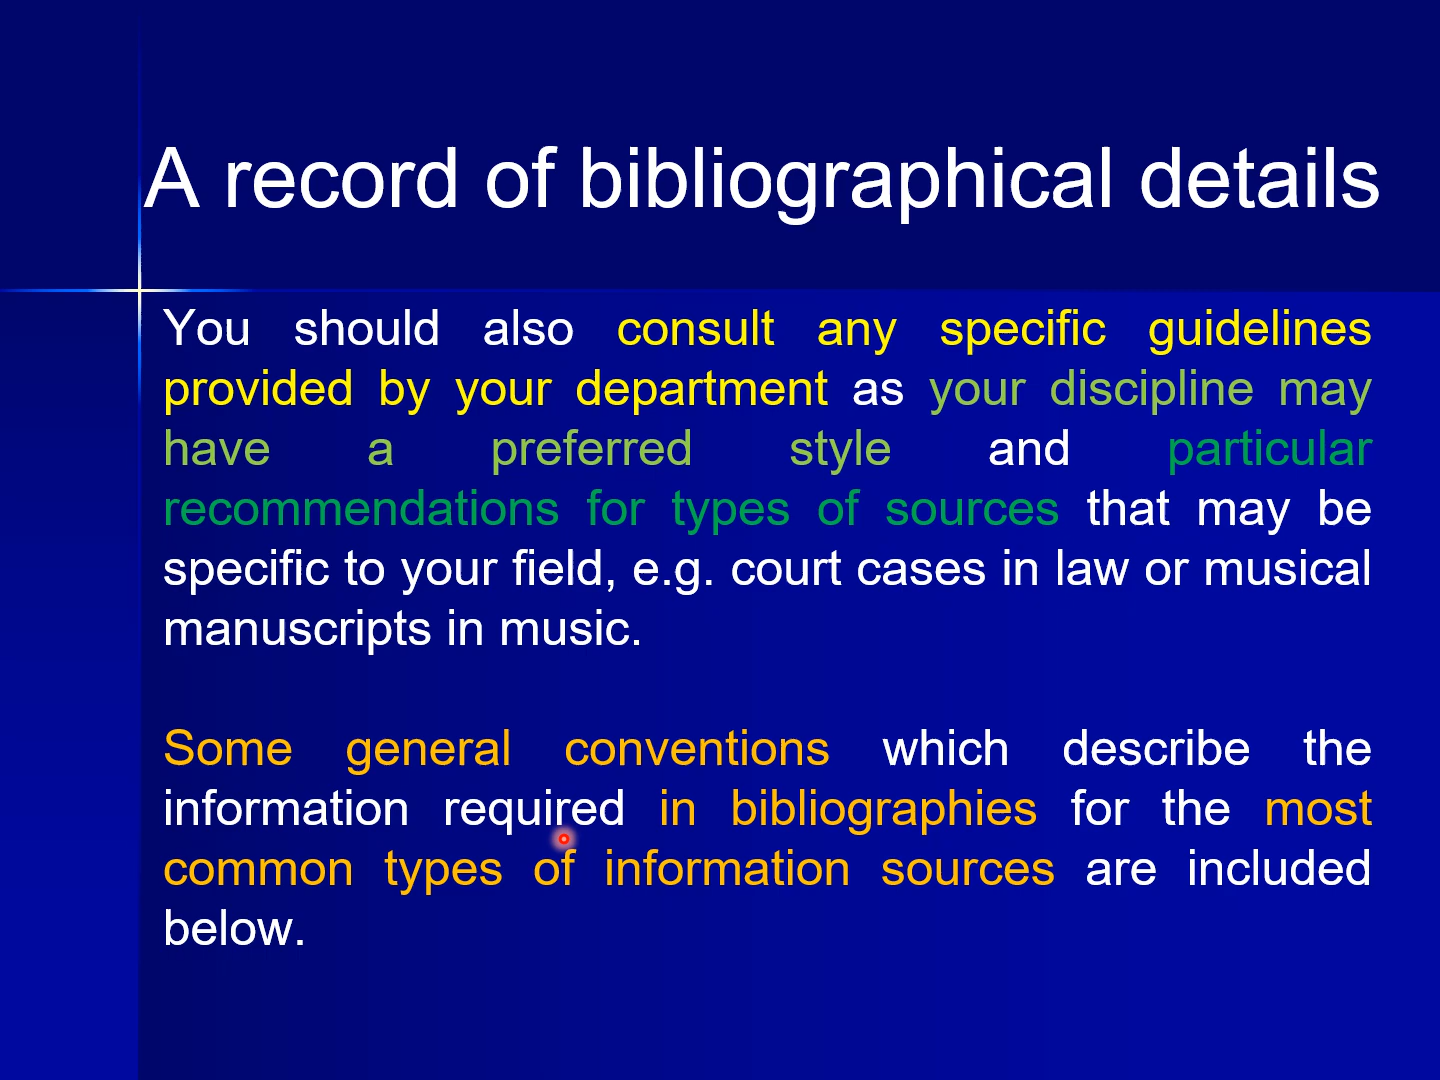 A record of bibliographical details
You should also consult any specific guidelines
provided by your department as your discipline may
have a preferred style and particular
recommendations for types of sources that may be
specific to your field, e.g. court cases in law or musical
manuscripts in music.
Some general conventions which describe the
information required in bibliographies for the most
common types of information sources are included
below.